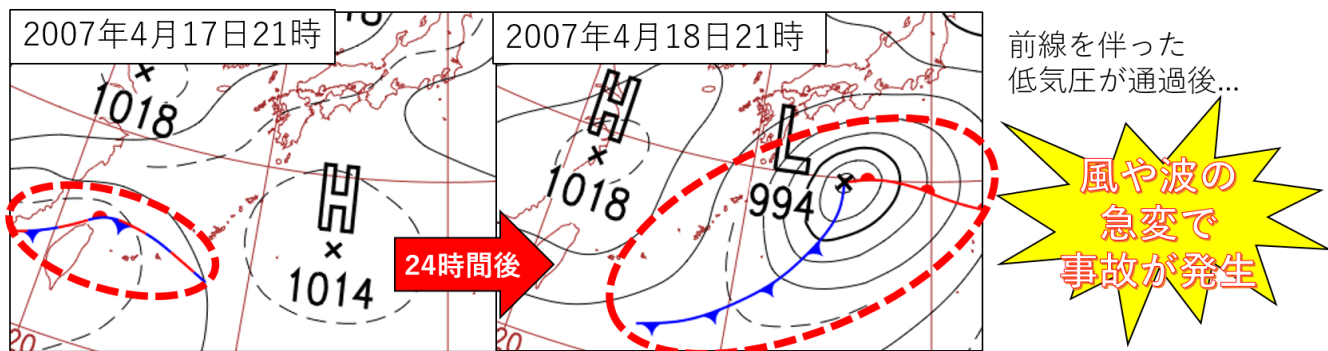 2007年4月17日21時
1018
H
1014
20
24時間後
2007年4月18日21時
H
1018
L
994
20
前線を伴った
低気圧が通過後...
風や波の
急変で
事故が発生